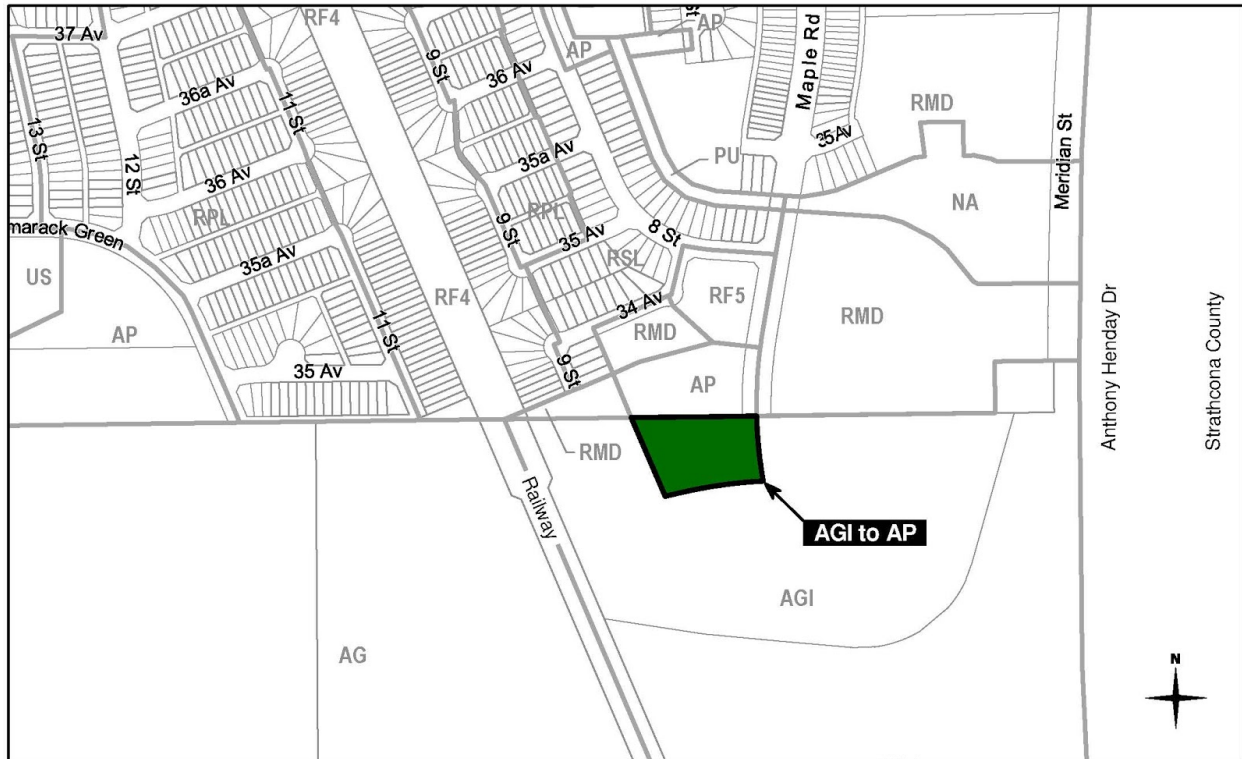 RF4
AP
37 Av
St
9 St
AP
36 Av
Maple Rd
36a Av
11 St
RMD
13 St
12 St
35 Av
Meridian St
35a Av
PU
36 Av
RPL
RPL
NA
9 St
8 St
marack Green
35 Av
35a Av
RSL
US
RF4
RF5
34 Av
RMD
RMD
Anthony Henday Dr
Strathcona County
AP
11 St
35 Av
9 St
AP
RMD
Railway
AGI to AP
AGI
AG
N